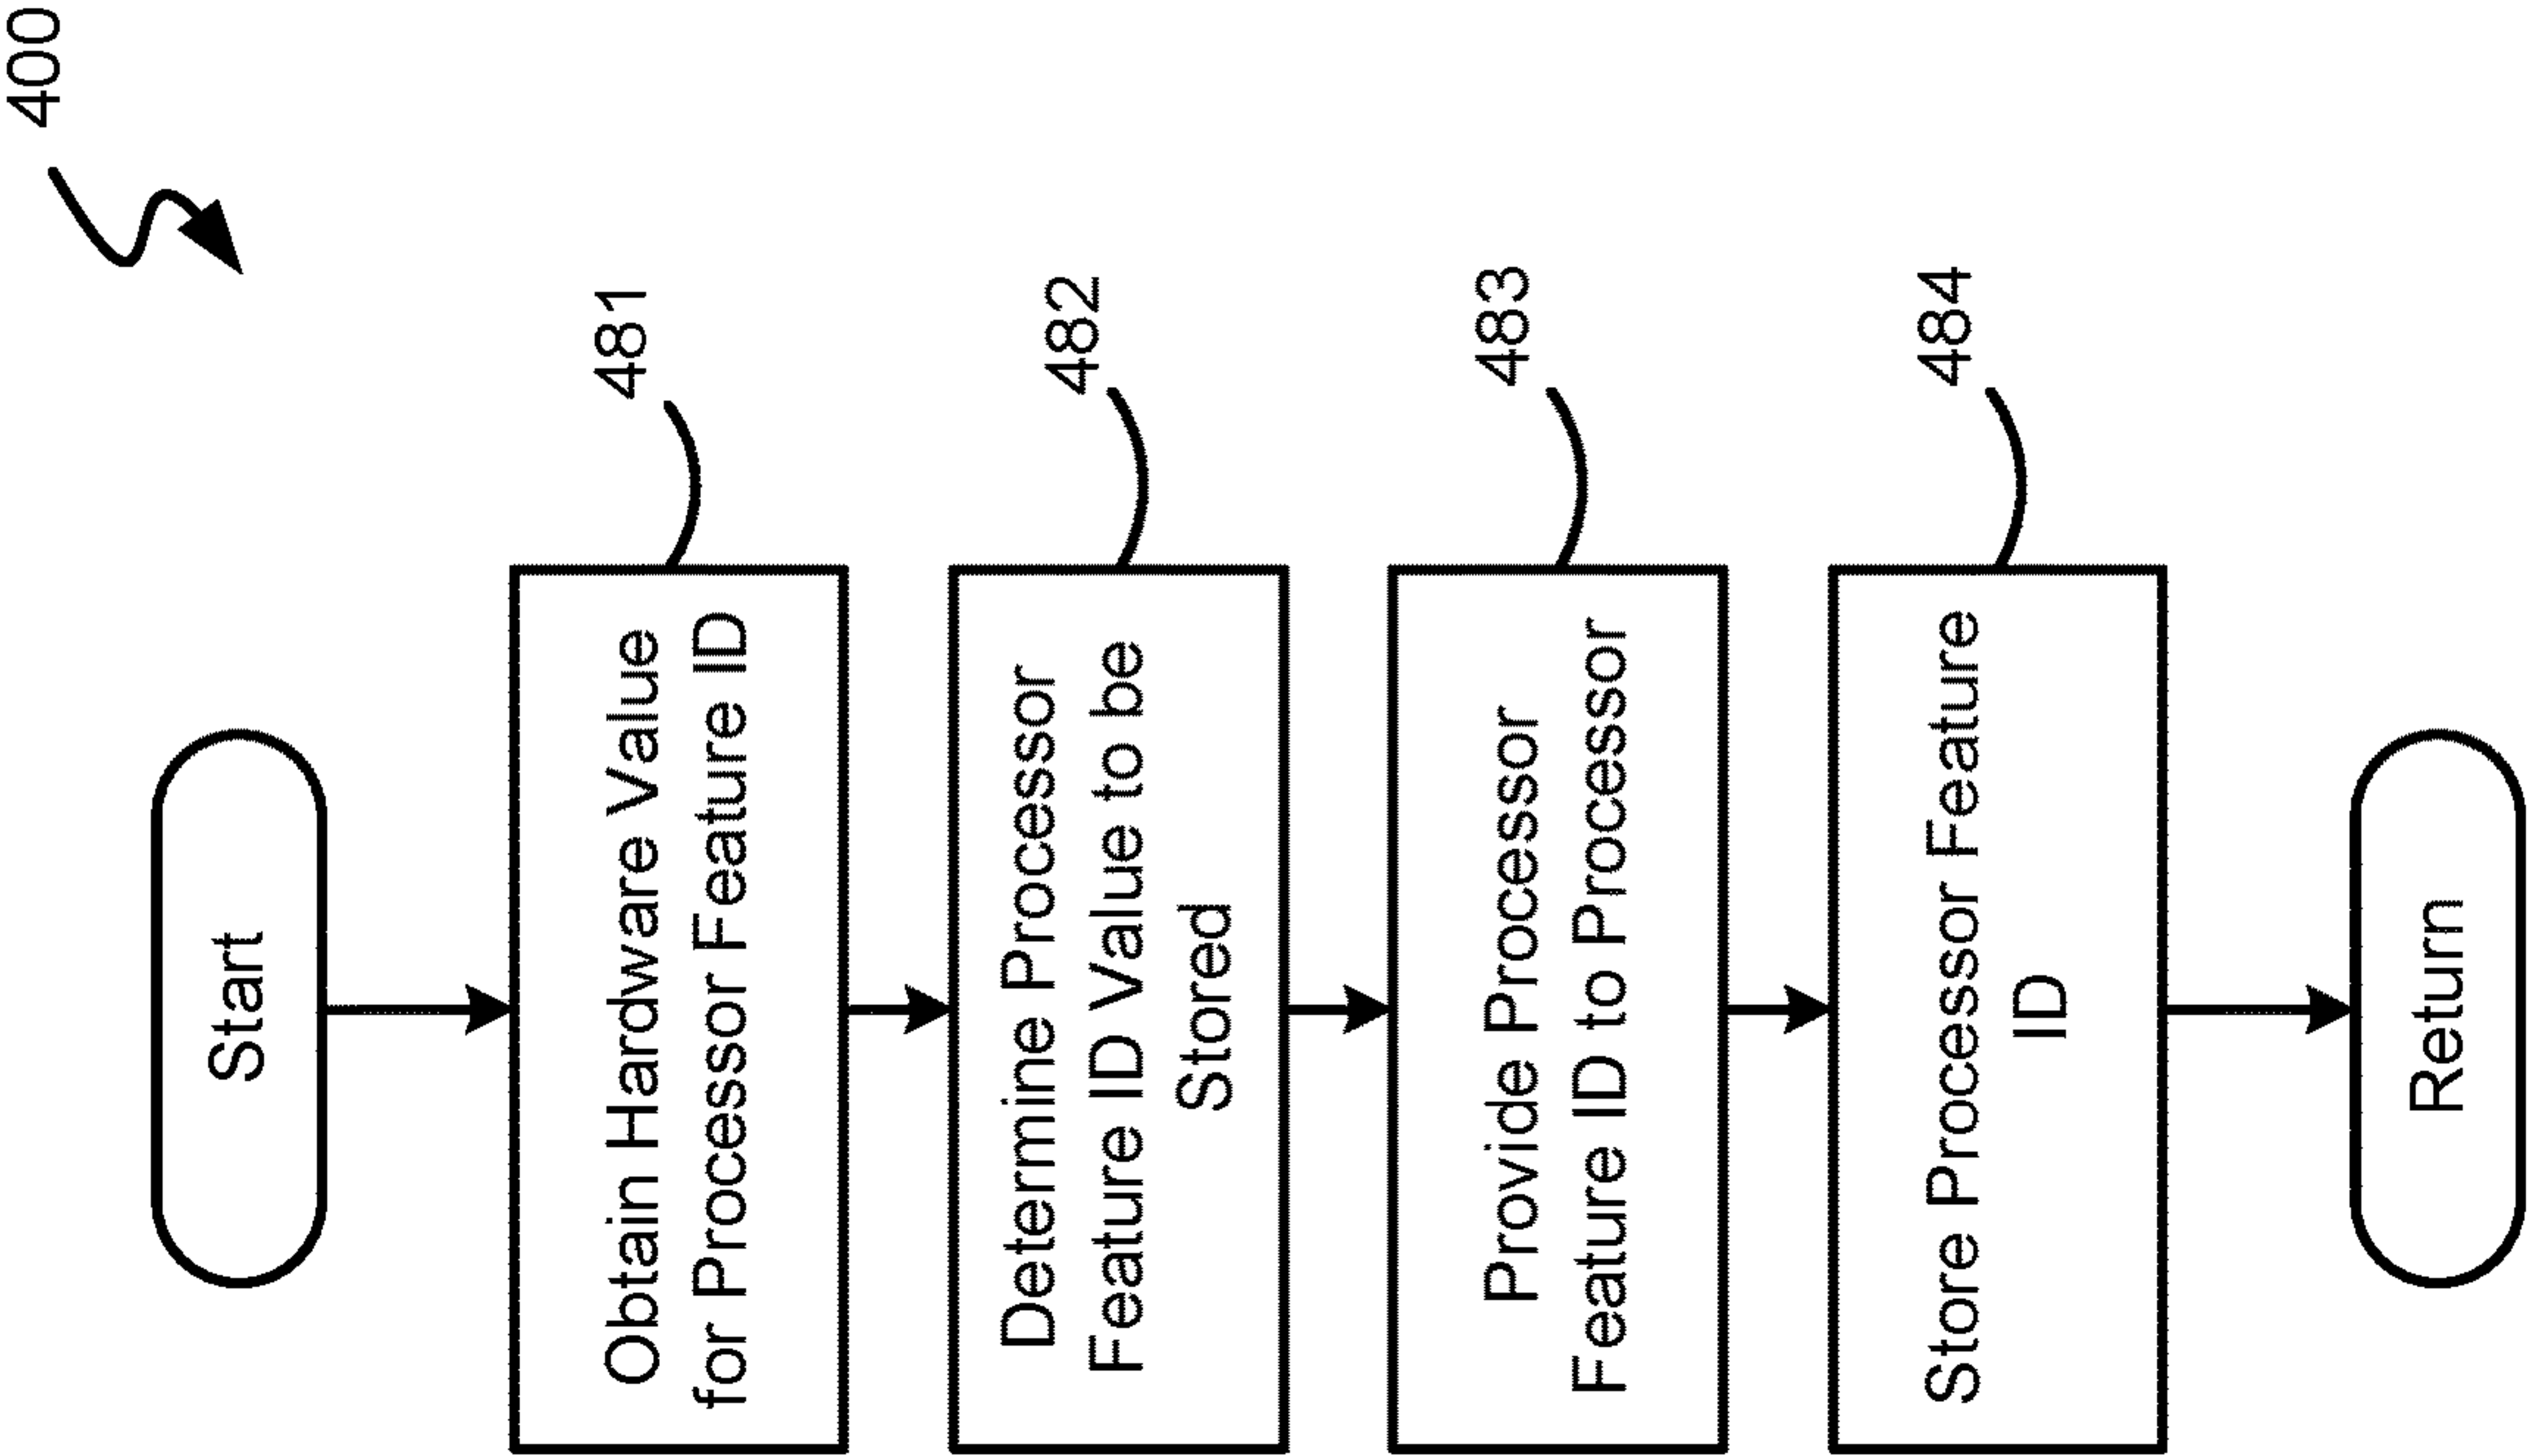 400
Start
481
Obtain Hardware Value
for Processor Feature ID
482
Determine Processor
Feature ID Value to be
Stored
483
Provide Processor
Feature ID to Processor
484
Store Processor Feature
ID
Return